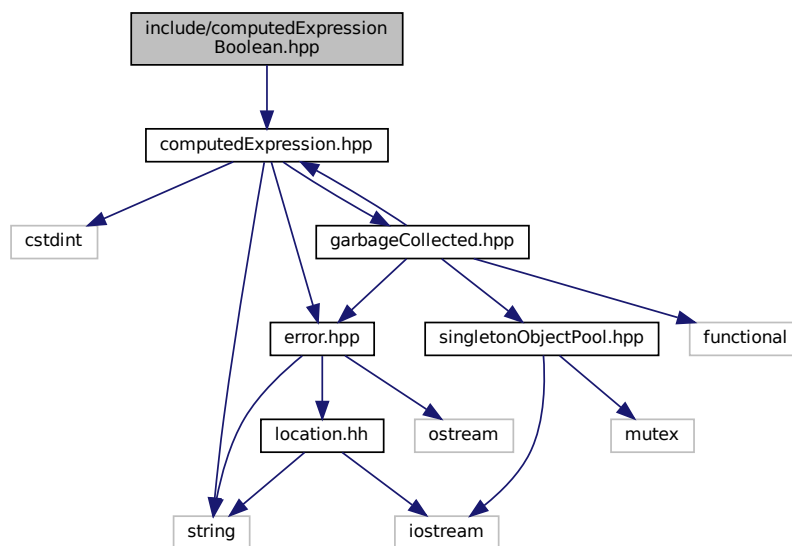 include/computedExpression
Boolean.hpp
computedExpression.hpp
cstdint
garbageCollected.hpp
error.hpp
singletonObjectPool.hpp
functional
location.hh
ostream
mutex
string
iostream